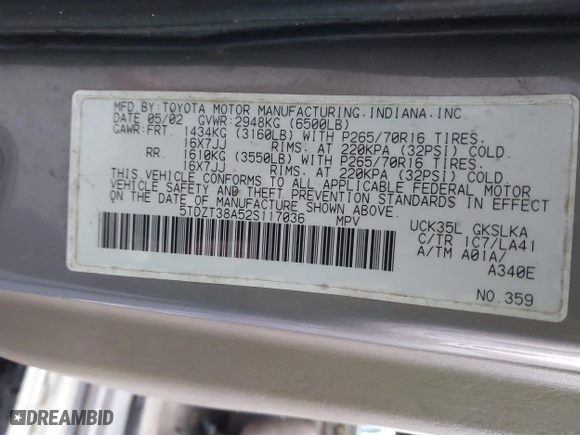 MFD.BY:TOYOTA MOTOR MANUFACTURING, INDIANA, INC.
DATE 05/02 GVWR:2948KG (6500LB)
GAWR:FRT. 1434KG (3160LB) WITH P265/70R16 TIRES.
16X7JJ RIMS. AT 220KPA (32PSI) COLD.
RR. 1610KG (3550LB) WITH P265/70R16 TIRES.
16X7JJ RIMS. AT 220KPA (32PSI) COLD.
THIS VEHICLE CONFORMS TO ALL APPLICABLE FEDERAL MOTOR
VEHICLE SAFETY AND THEFT PREVENTION STANDARDS IN EFFECT
ON THE DATE OF MANUFACTURE SHOWN ABOVE.
5TDZT38A52S117036 MPV
UCK35L GKSLKA
C/TR 1C7/LA41
A/TM A01A/
A340E
NO.359
DREAMBID